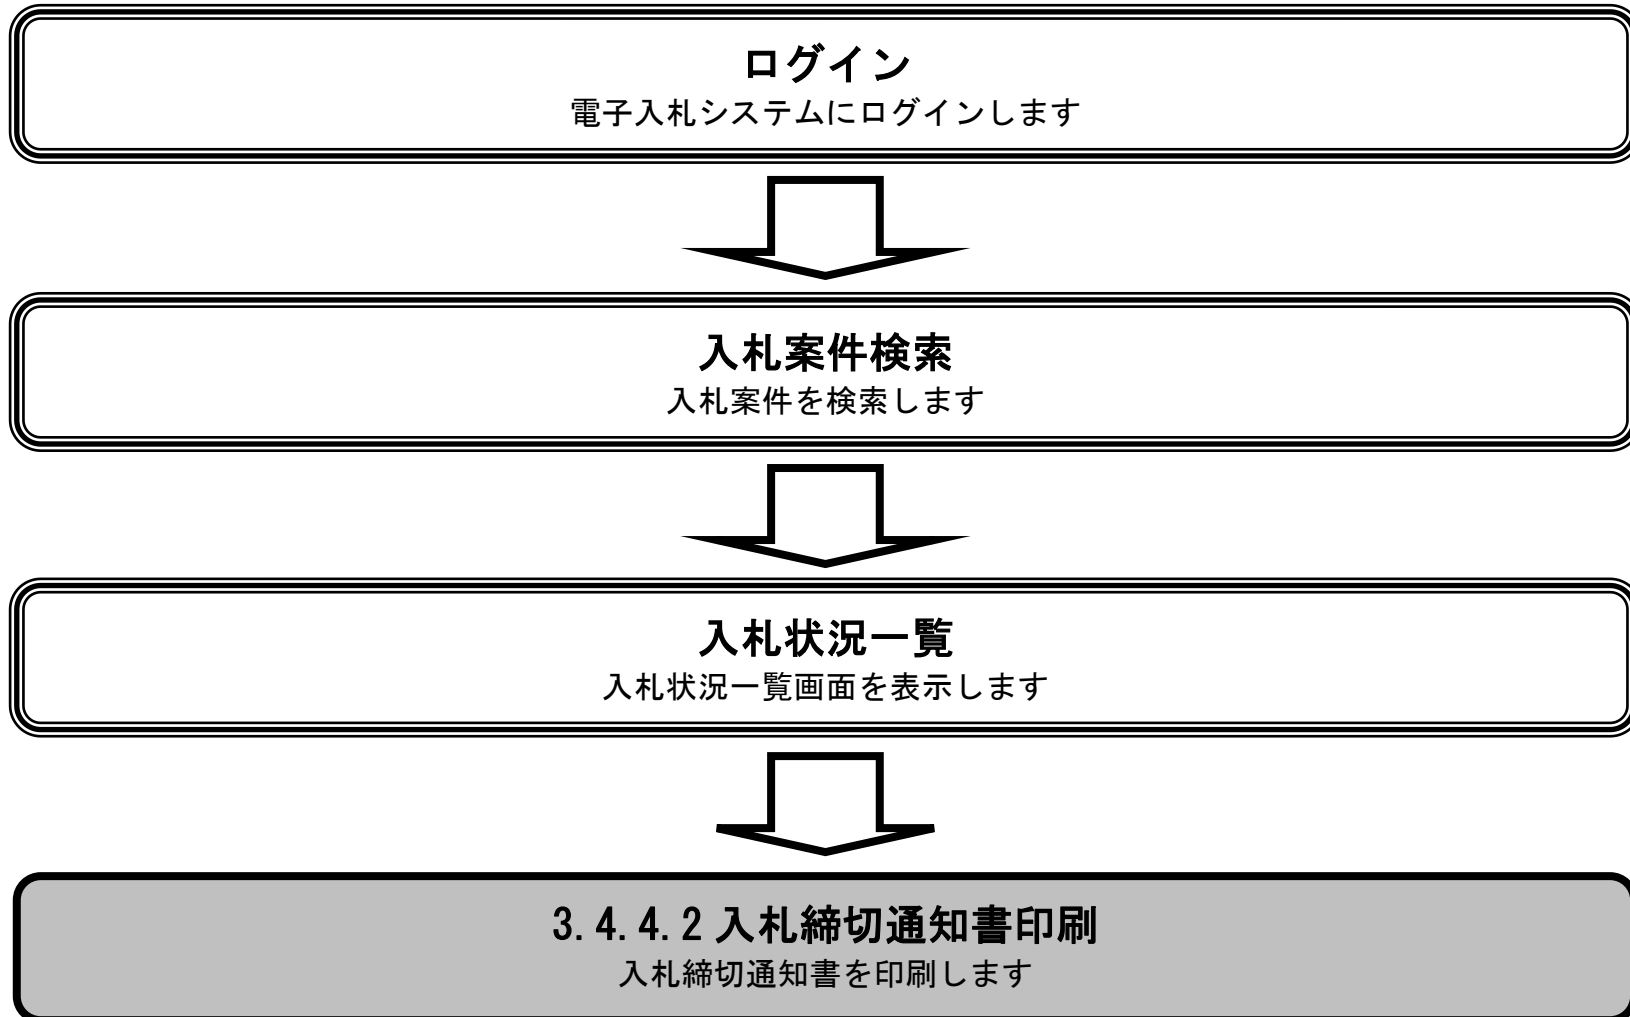 ログイン
電子入札システムにログインします
入札案件検索
入札案件を検索します
入札状況一覧
入札状況一覧画面を表示します
3.4.4.2入札締切通知書印刷
入札締切通知書を印刷します